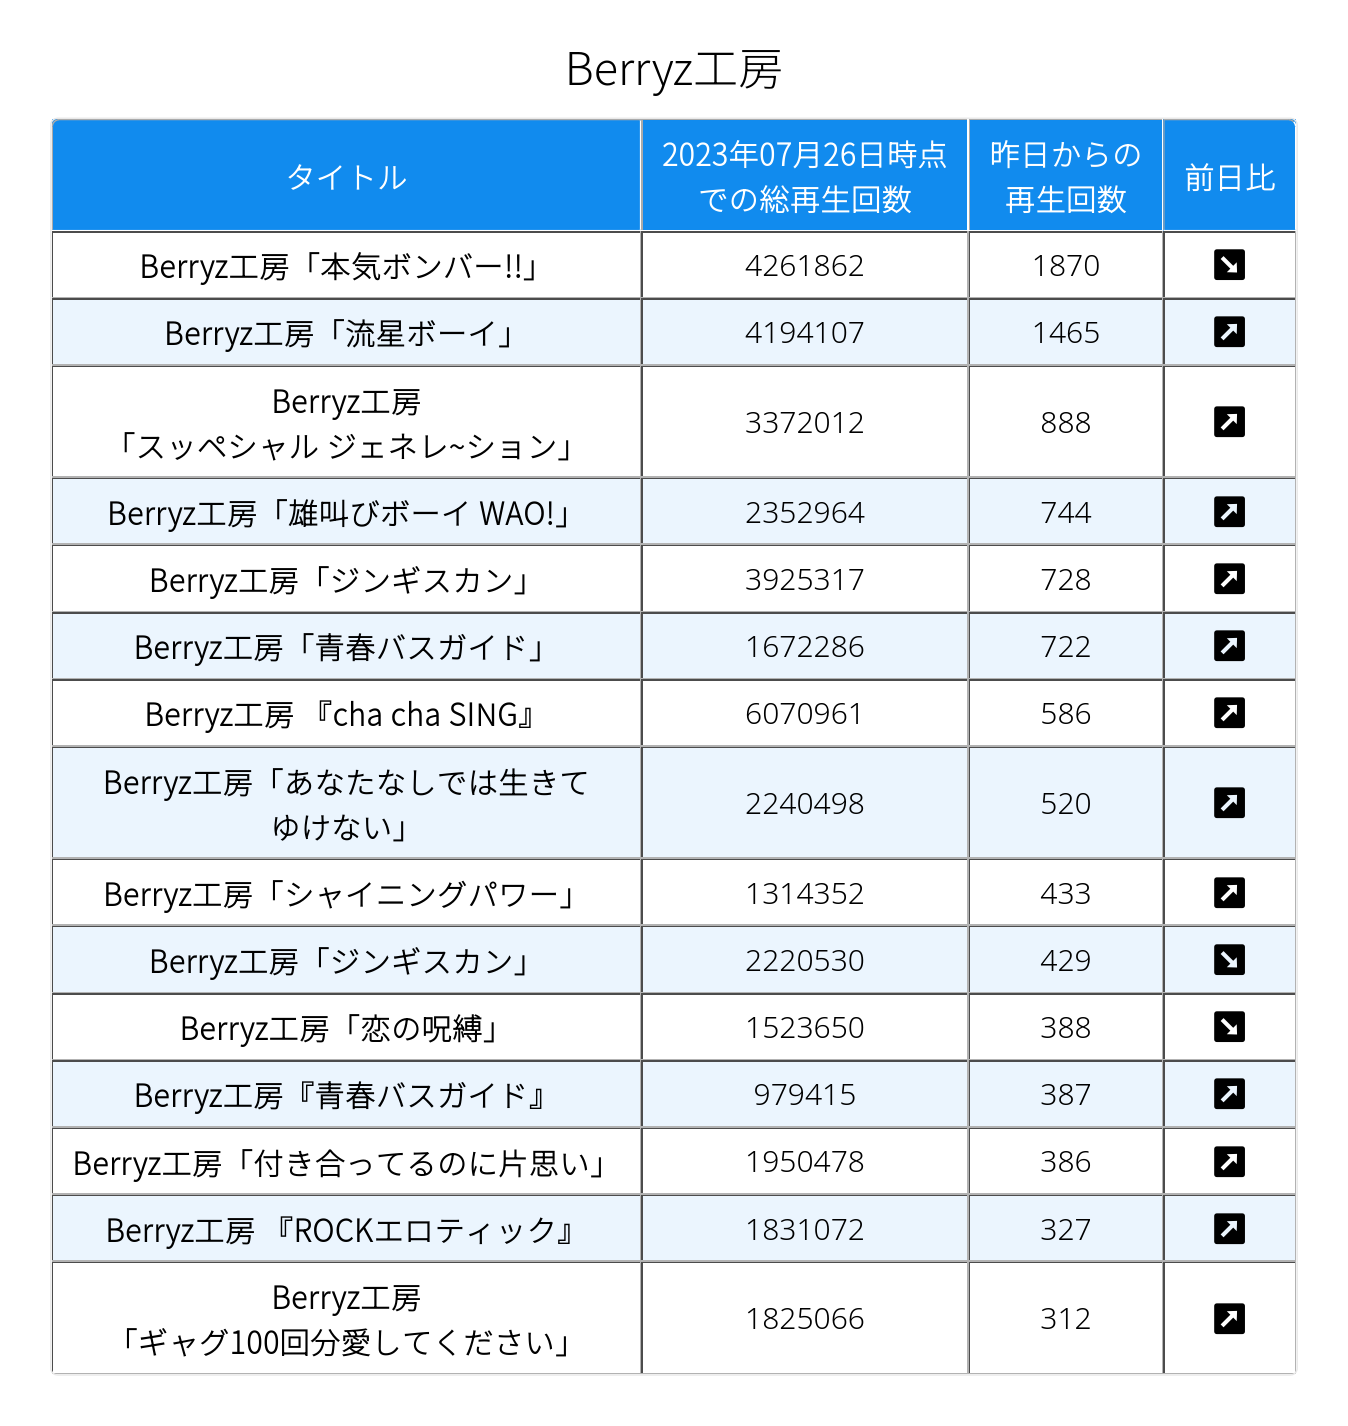 Berryz工房
タイトル
2023年07月26日時点
での総再生回数
昨日からの
再生回数
前日比
Berryz工房「本気ボンバー!!」
4261862
1870
Berryz工房「流星ボーイ」
4194107
1465
Berryz工房
「スッペシャル ジェネレ~ション」
3372012
888
Berryz工房「雄叫びボーイ WAO!」
2352964
744
Berryz工房「ジンギスカン」
3925317
728
Berryz工房「青春バスガイド」
1672286
722
Berryz工房 『cha cha SING』
6070961
586
Berryz工房「あなたなしでは生きて
ゆけない」
2240498
520
Berryz工房「シャイニングパワー」
1314352
433
Berryz工房「ジンギスカン」
2220530
429
Berryz工房「恋の呪縛」
1523650
388
Berryz工房『青春バスガイド』
979415
387
Berryz工房「付き合ってるのに片思い」
1950478
386
Berryz工房 『ROCKエロティック』
1831072
327
Berryz工房
「ギャグ100回分愛してください」
1825066
312